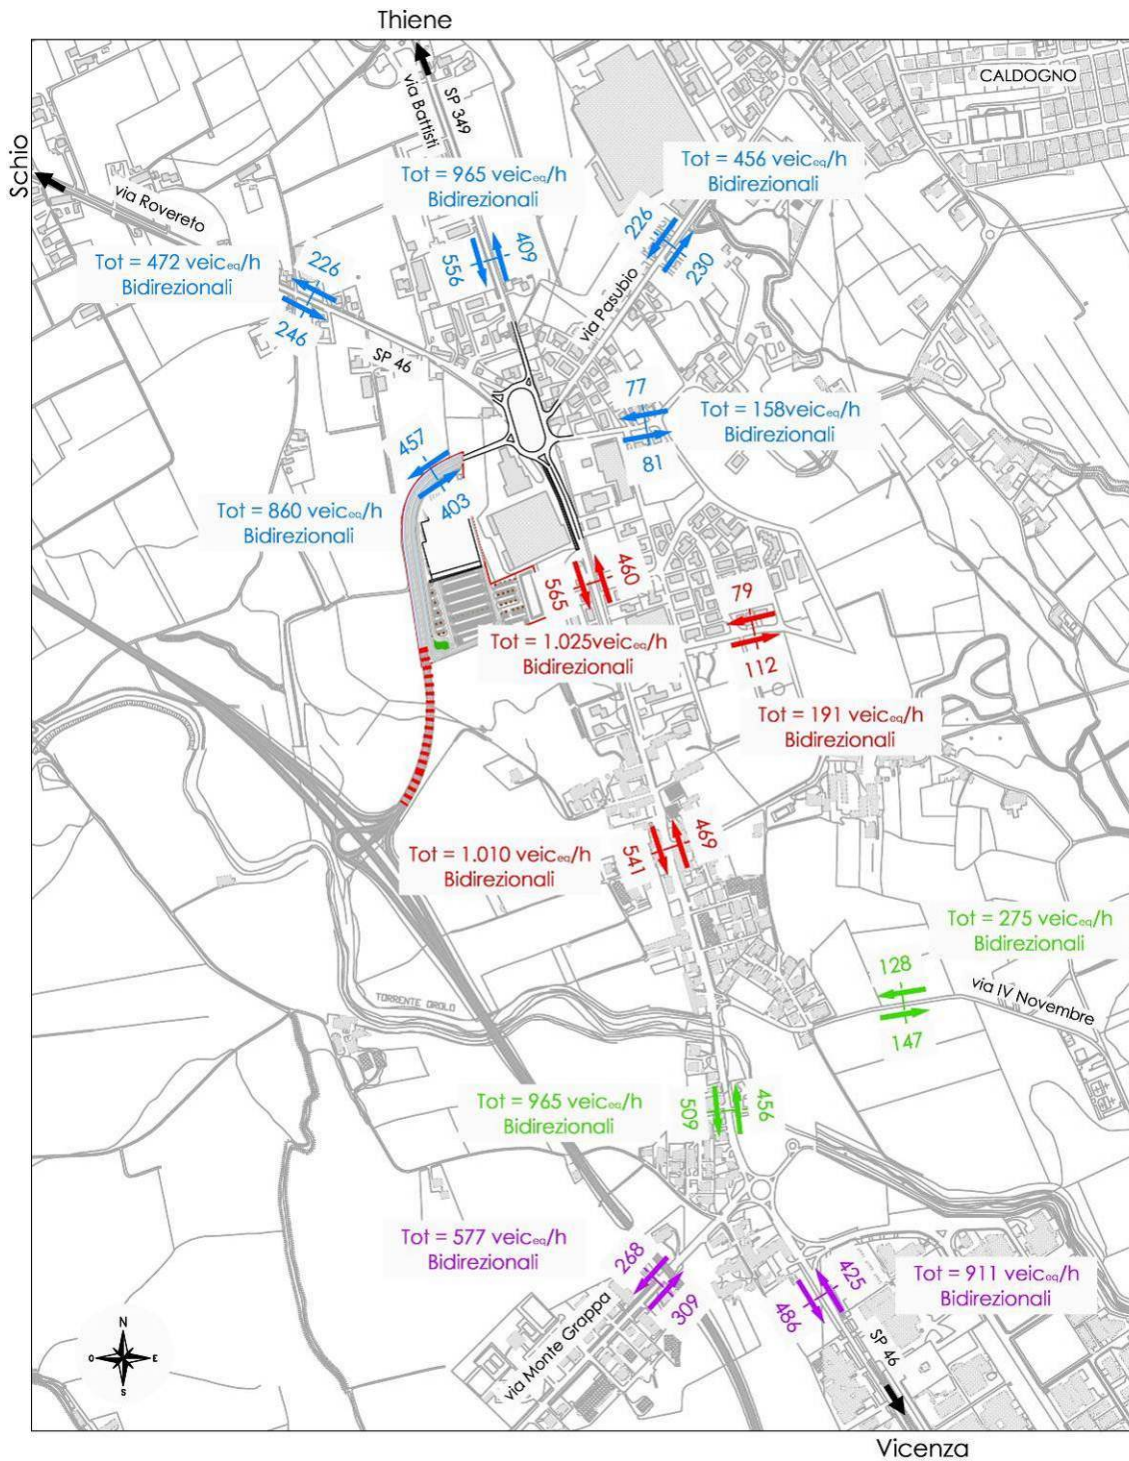 Thiene
CALDOGNO
SP 349
via Battisti
Schio
via Rovereto
Tot = 965 veiceq/h
Bidirezionali
Tot = 456 veiceq/h
Bidirezionali
409
556
226
230
Tot = 472 veiceq/h
Bidirezionali
226
246
via Pasubio
SP 46
77
81
Tot = 158veiceq/h
Bidirezionali
457
403
Tot = 860 veiceq/h
Bidirezionali
460
565
79
112
Tot = 1.025veiceq/h
Bidirezionali
Tot = 191 veiceq/h
Bidirezionali
469
541
Tot = 1.010 veiceq/h
Bidirezionali
Tot = 275 veiceq/h
Bidirezionali
128
147
via IV Novembre
TORRENTE OROLO
Tot = 965 veiceq/h
Bidirezionali
456
509
Tot = 577 veiceq/h
Bidirezionali
268
309
425
486
Tot = 911 veiceq/h
Bidirezionali
via Monte Grappa
SP 46
N
O
E
S
Vicenza